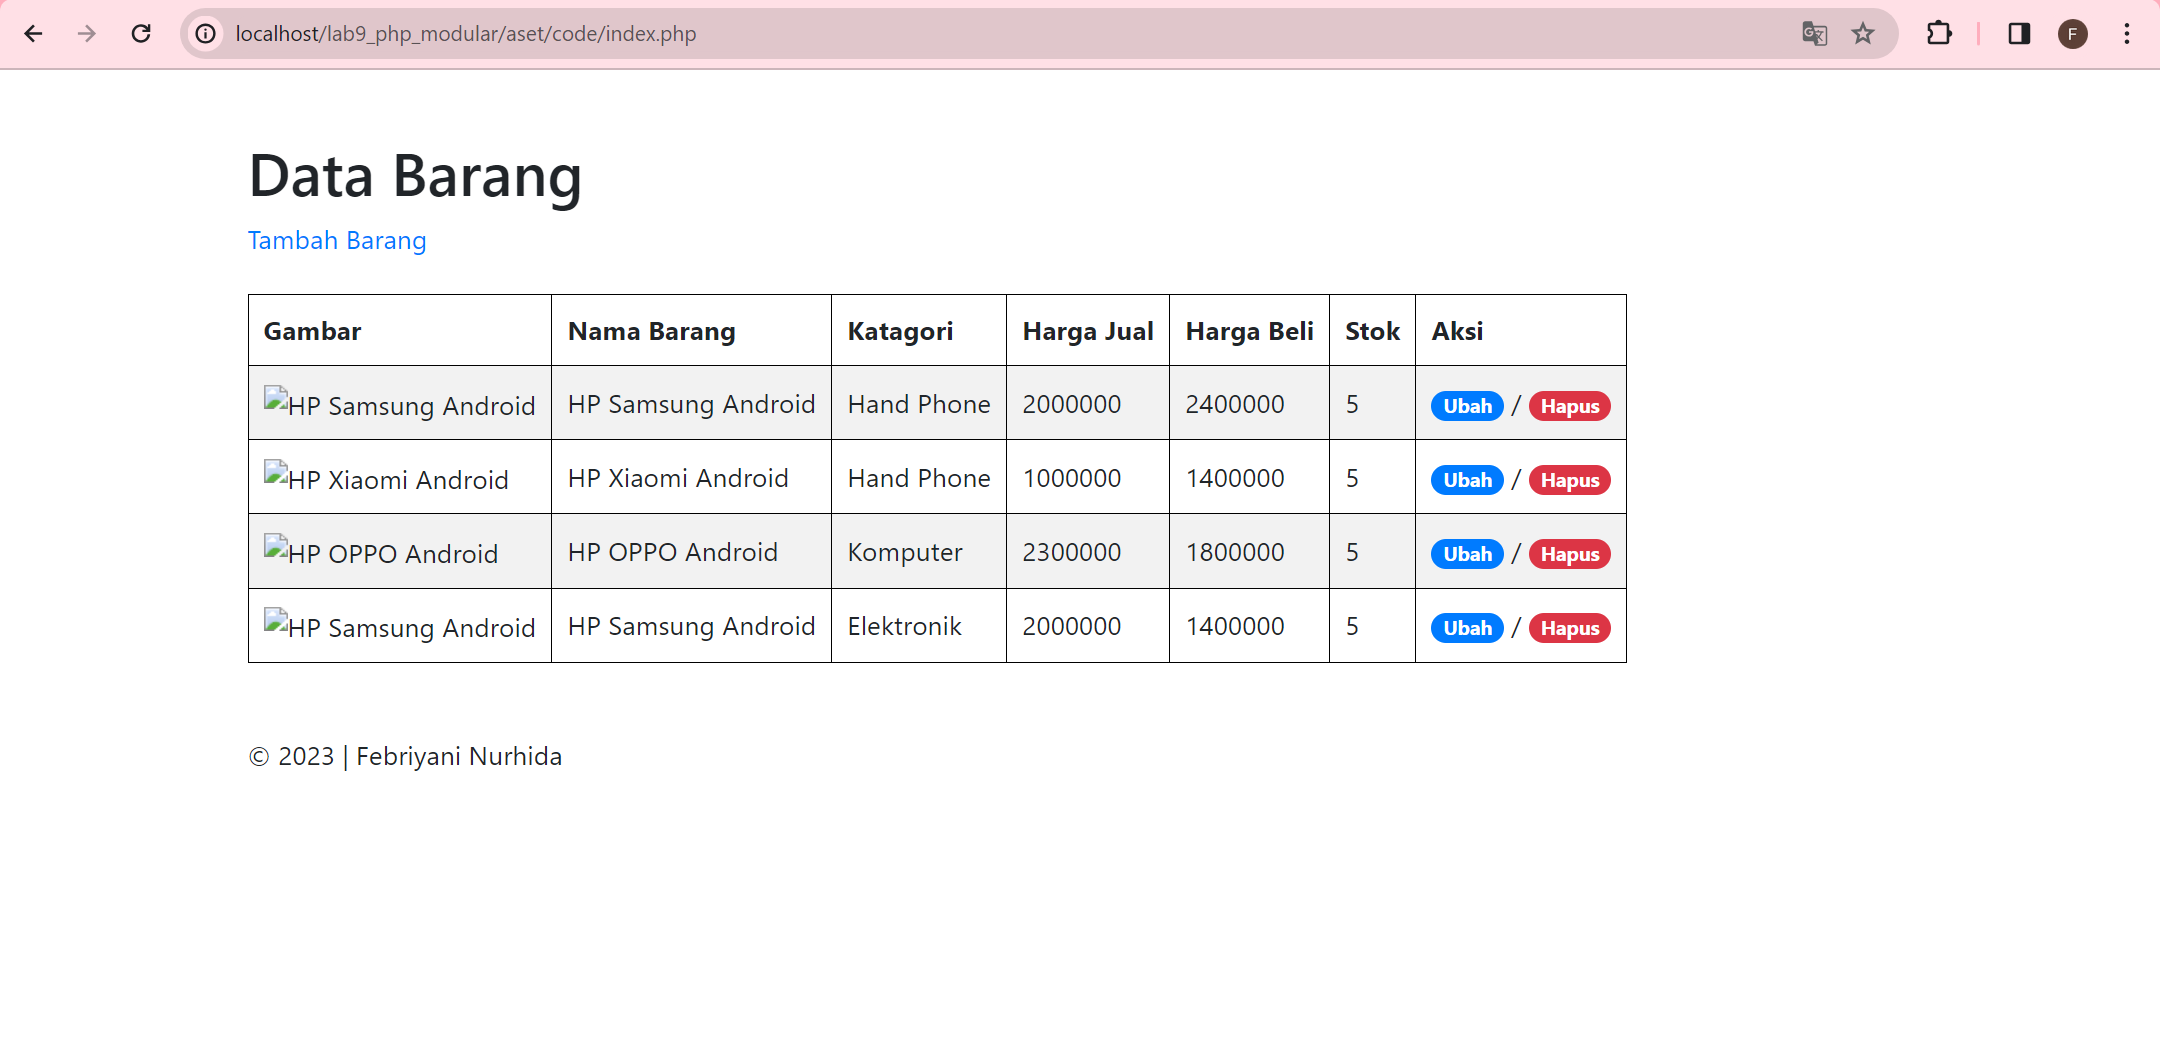 localhost/lab9_php_modular/aset/code/index.php
F
Data Barang
Tambah Barang
Gambar Nama Barang Katagori Harga Jual Harga Beli Stok Aksi
HP Samsung Android HP Samsung Android Hand Phone 2000000 2400000 5 Ubah / Hapus
HP Xiaomi Android HP Xiaomi Android Hand Phone 1000000 1400000 5 Ubah / Hapus
HP OPPO Android HP OPPO Android Komputer 2300000 1800000 5 Ubah / Hapus
HP Samsung Android HP Samsung Android Elektronik 2000000 1400000 5 Ubah / Hapus
© 2023 | Febriyani Nurhida